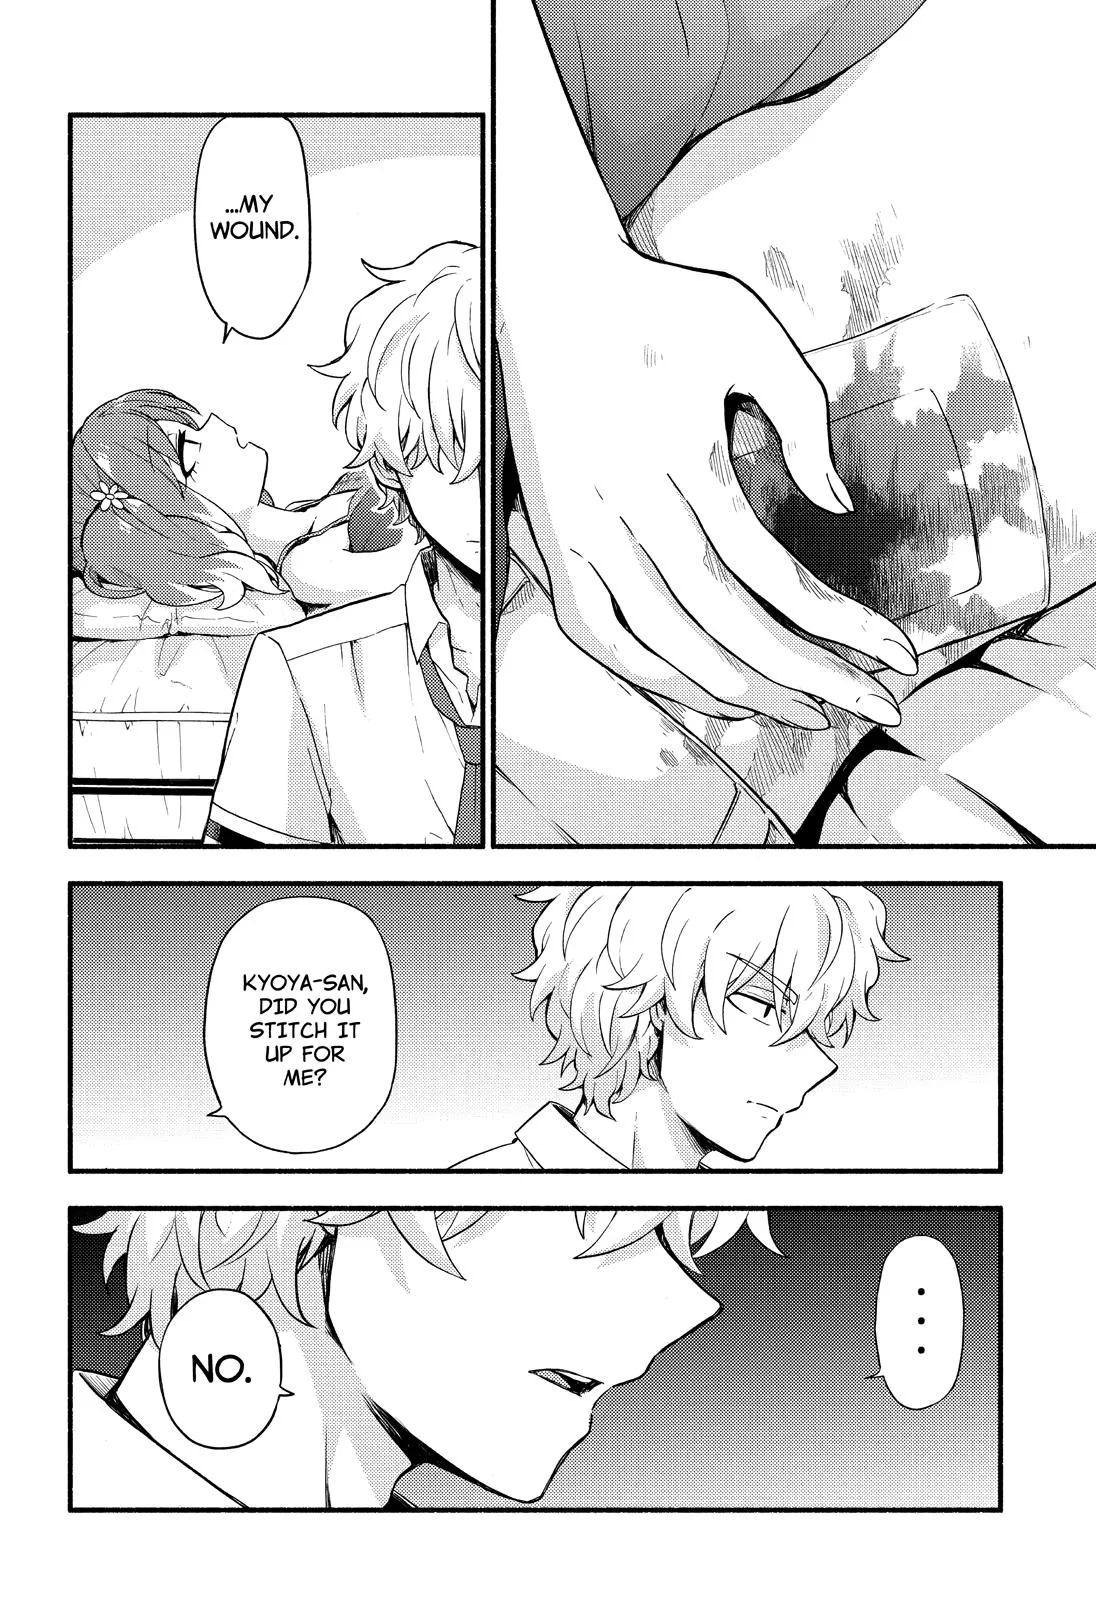 ...MY
WOUND.
KYOYA-SAN,
DID YOU
STITCH IT
UP FOR
ME?
...
NO.